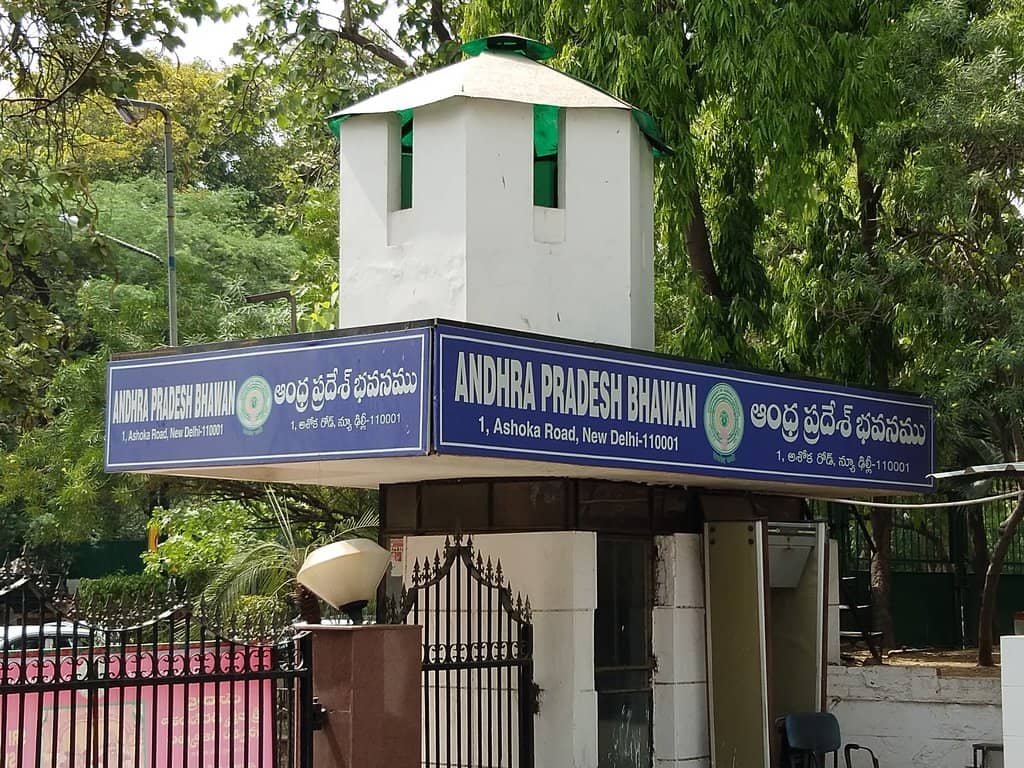 ANDHRA PRADESH BHAWAN
1, Ashoka Road, New Delhi-110001
ఆంధ్ర ప్రదేశ్ భవనము
1, అశోక రోడ్, న్యూ ఢిల్లీ-110001
ANDHRA PRADESH BHAWAN
1, Ashoka Road, New Delhi-110001
ఆంధ్ర ప్రదేశ్ భవనము
1, అశోక రోడ్, న్యూ ఢిల్లీ-110001